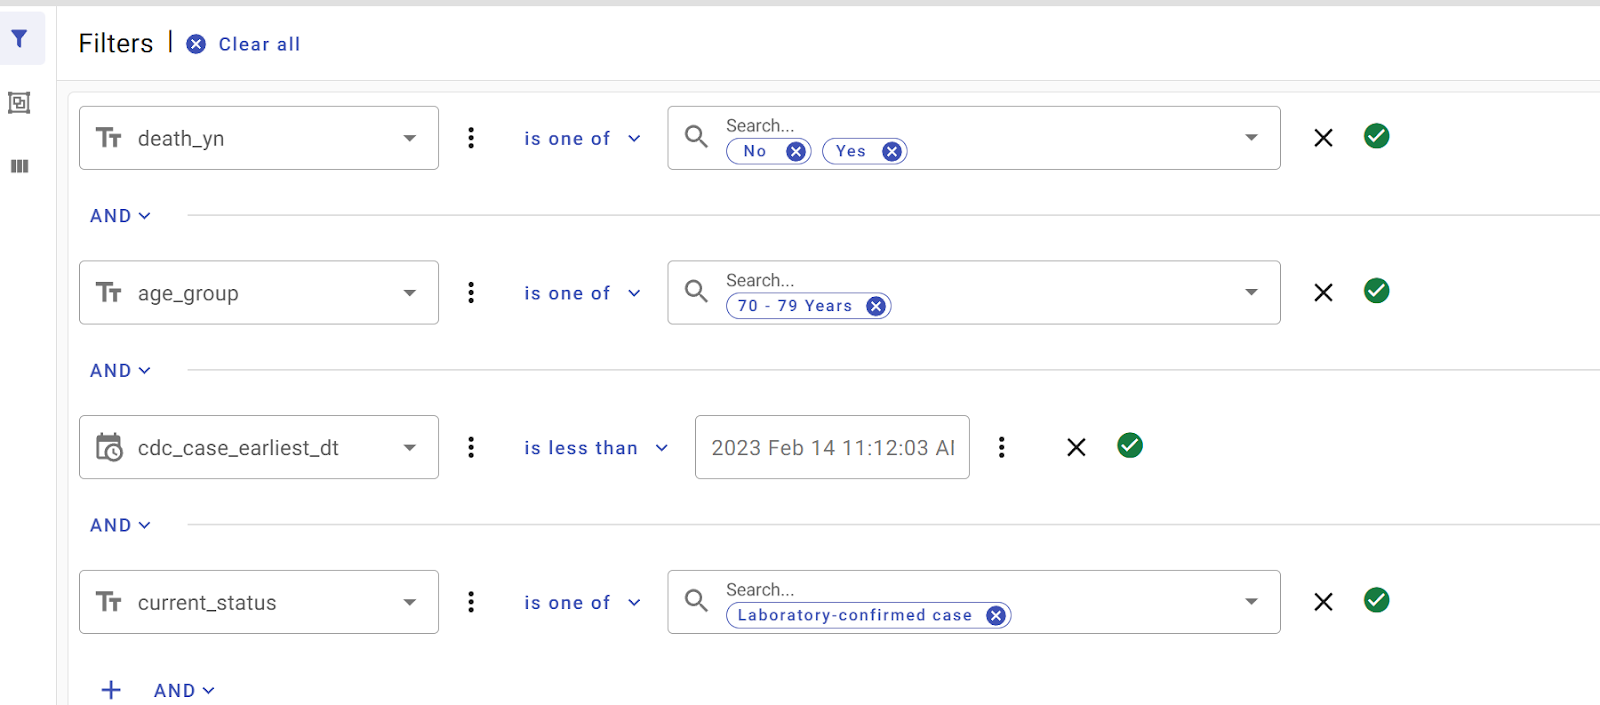 Filters | Clear all
death_yn is one of Search... No Yes
AND
age_group is one of Search... 70 - 79 Years
AND
cdc_case_earliest_dt is less than 2023 Feb 14 11:12:03 AI
AND
current_status is one of Search... Laboratory-confirmed case
+ AND